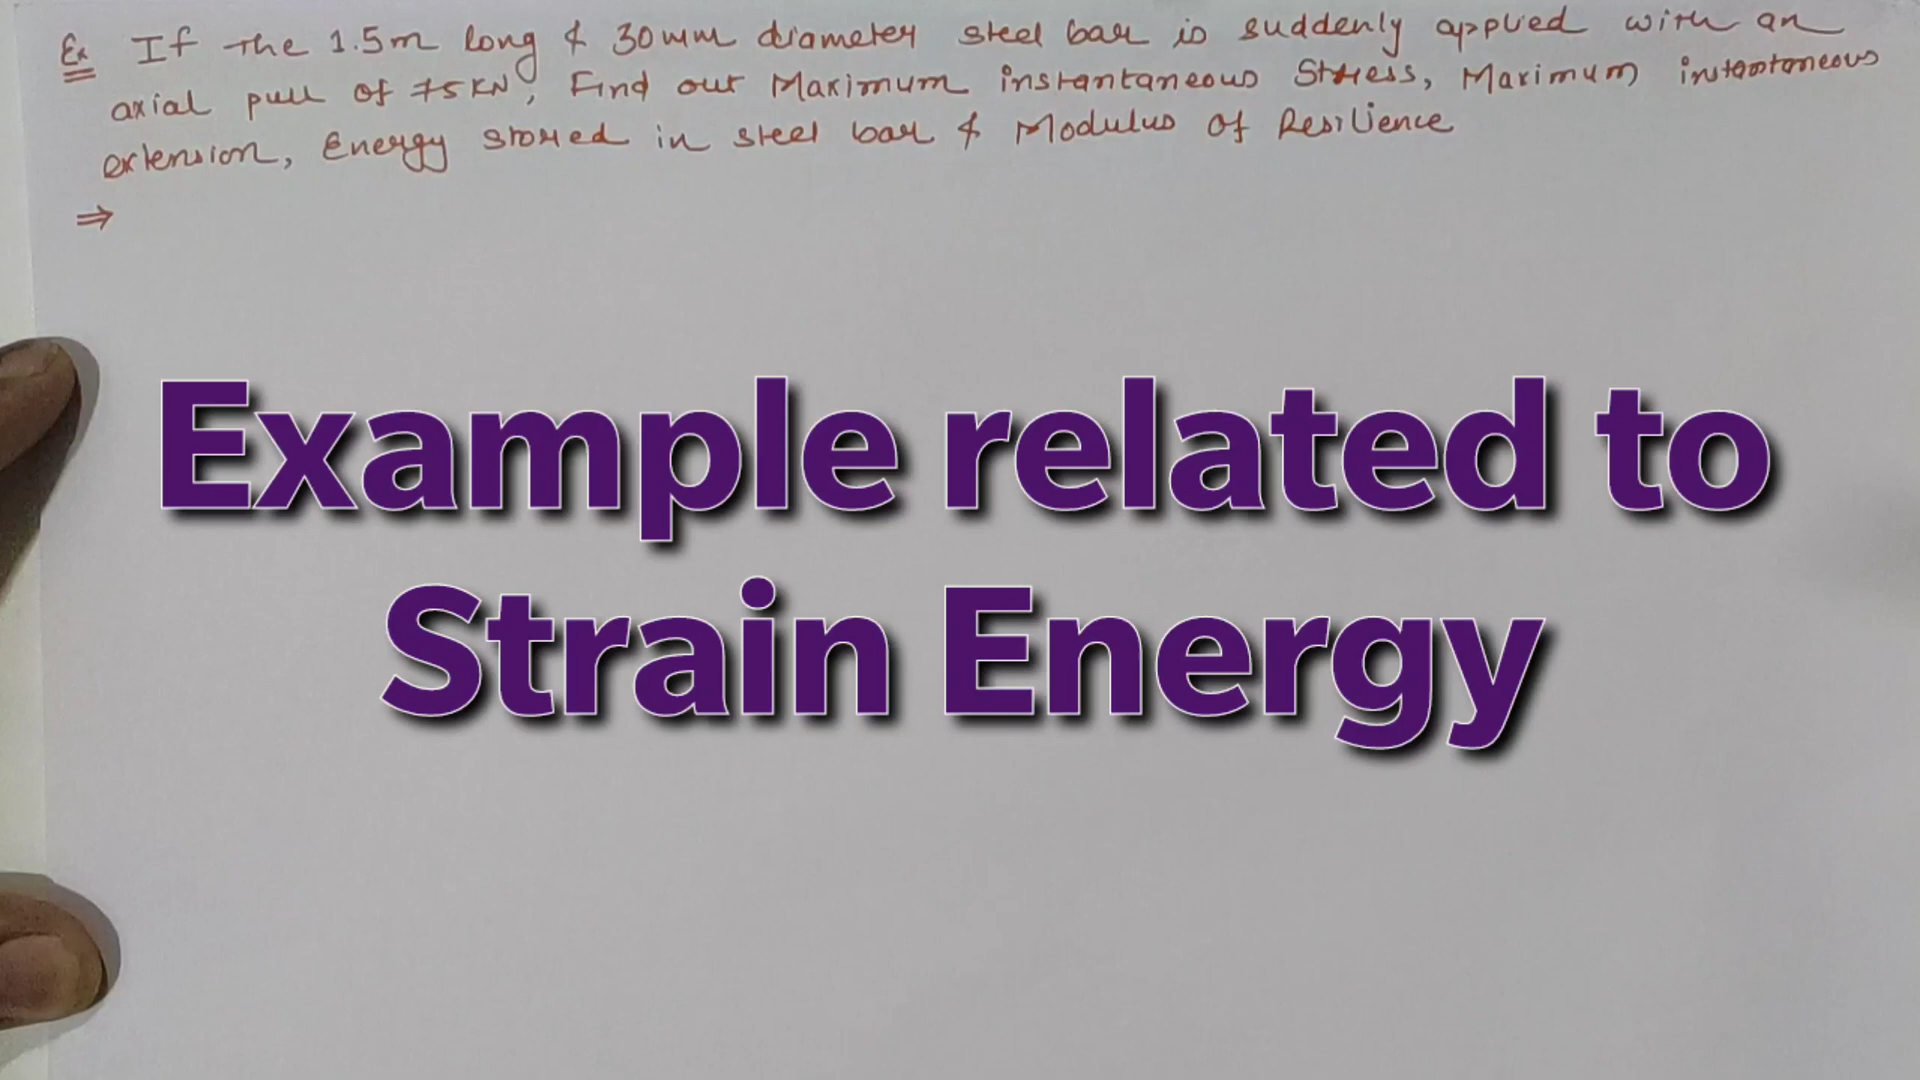 Ex If the 1.5m long & 30mm diameter steel bar is suddenly applied with an
axial pull of 75KN, Find out Maximum instantaneous Stress, Maximum instantoneous
extension, Energy stored in steel bar & Modulus of Resilience
⇒
Example related to
Strain Energy